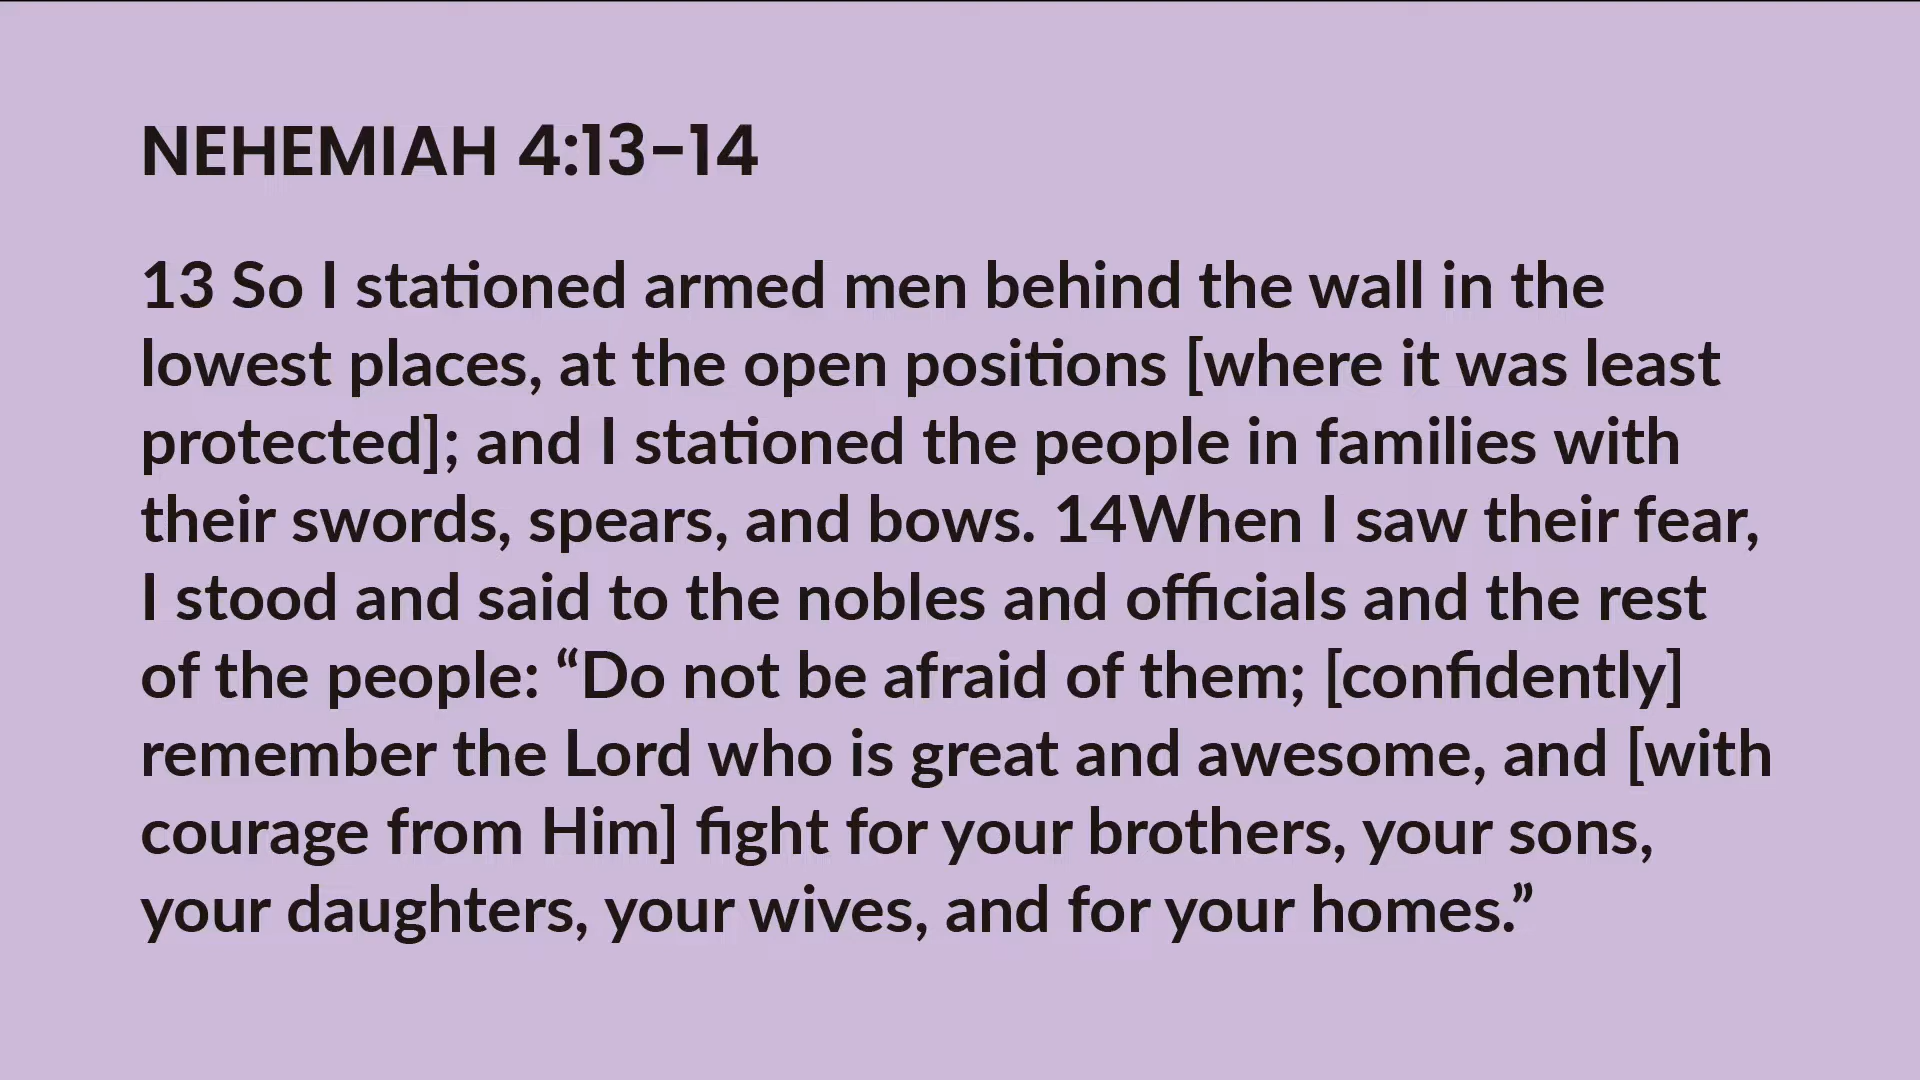 NEHEMIAH 4:13-14
13 So I stationed armed men behind the wall in the
lowest places, at the open positions [where it was least
protected]; and I stationed the people in families with
their swords, spears, and bows. 14When I saw their fear,
I stood and said to the nobles and officials and the rest
of the people: “Do not be afraid of them; [confidently]
remember the Lord who is great and awesome, and [with
courage from Him] fight for your brothers, your sons,
your daughters, your wives, and for your homes.”